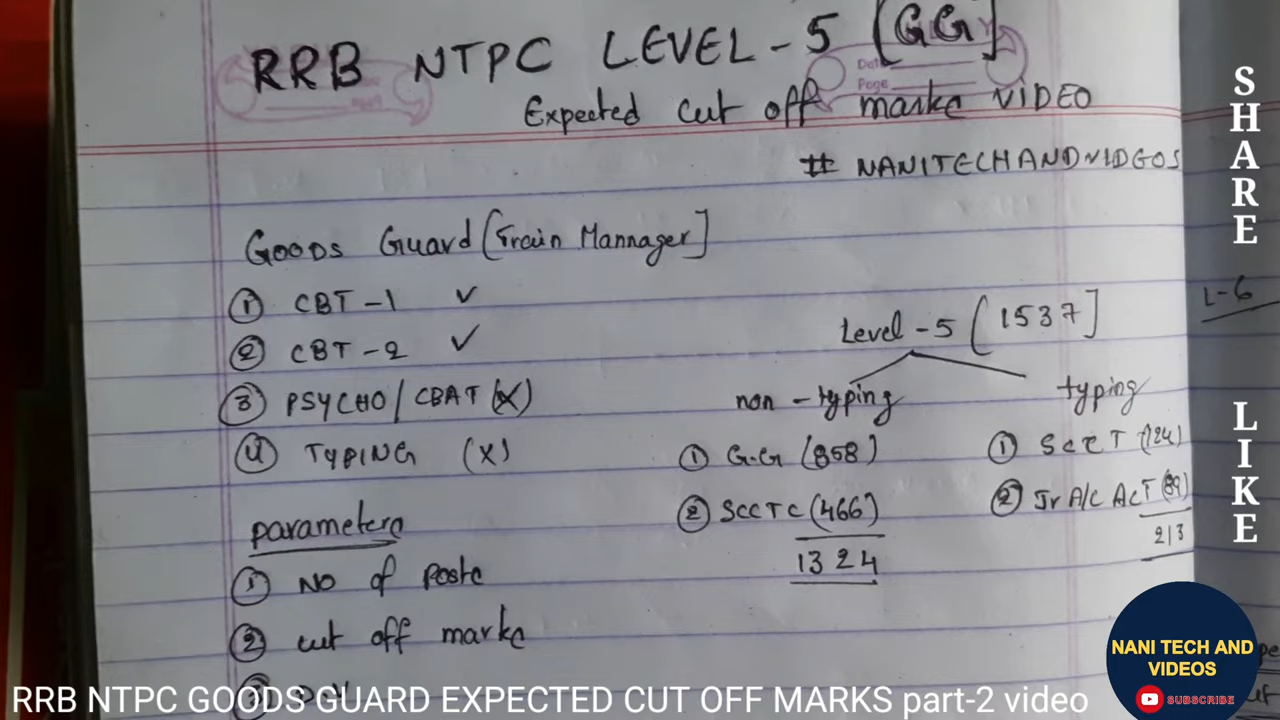 RRB NTPC LEVEL-5 [GG]
Date
Page
Expected cut off marks VIDEO
# NANITECHANDVIDEOS
Goods Guard [Train Mannager]
① CBT-1 ✓
② CBT-2 ✓
③ PSYCHO/CBAT (X)
④ TYPING (X)
parameters
① NO of Posts
② cut off marks
③
Level-5 [1537]
non-typing
① G.G (858)
② SCCTC (466)
1324
typing
① SCCT (124)
② Jr A/C AcT (89)
213
L-6
SHARE
LIKE
NANI TECH AND
VIDEOS
SUBSCRIBE
RRB NTPC GOODS GUARD EXPECTED CUT OFF MARKS part-2 video